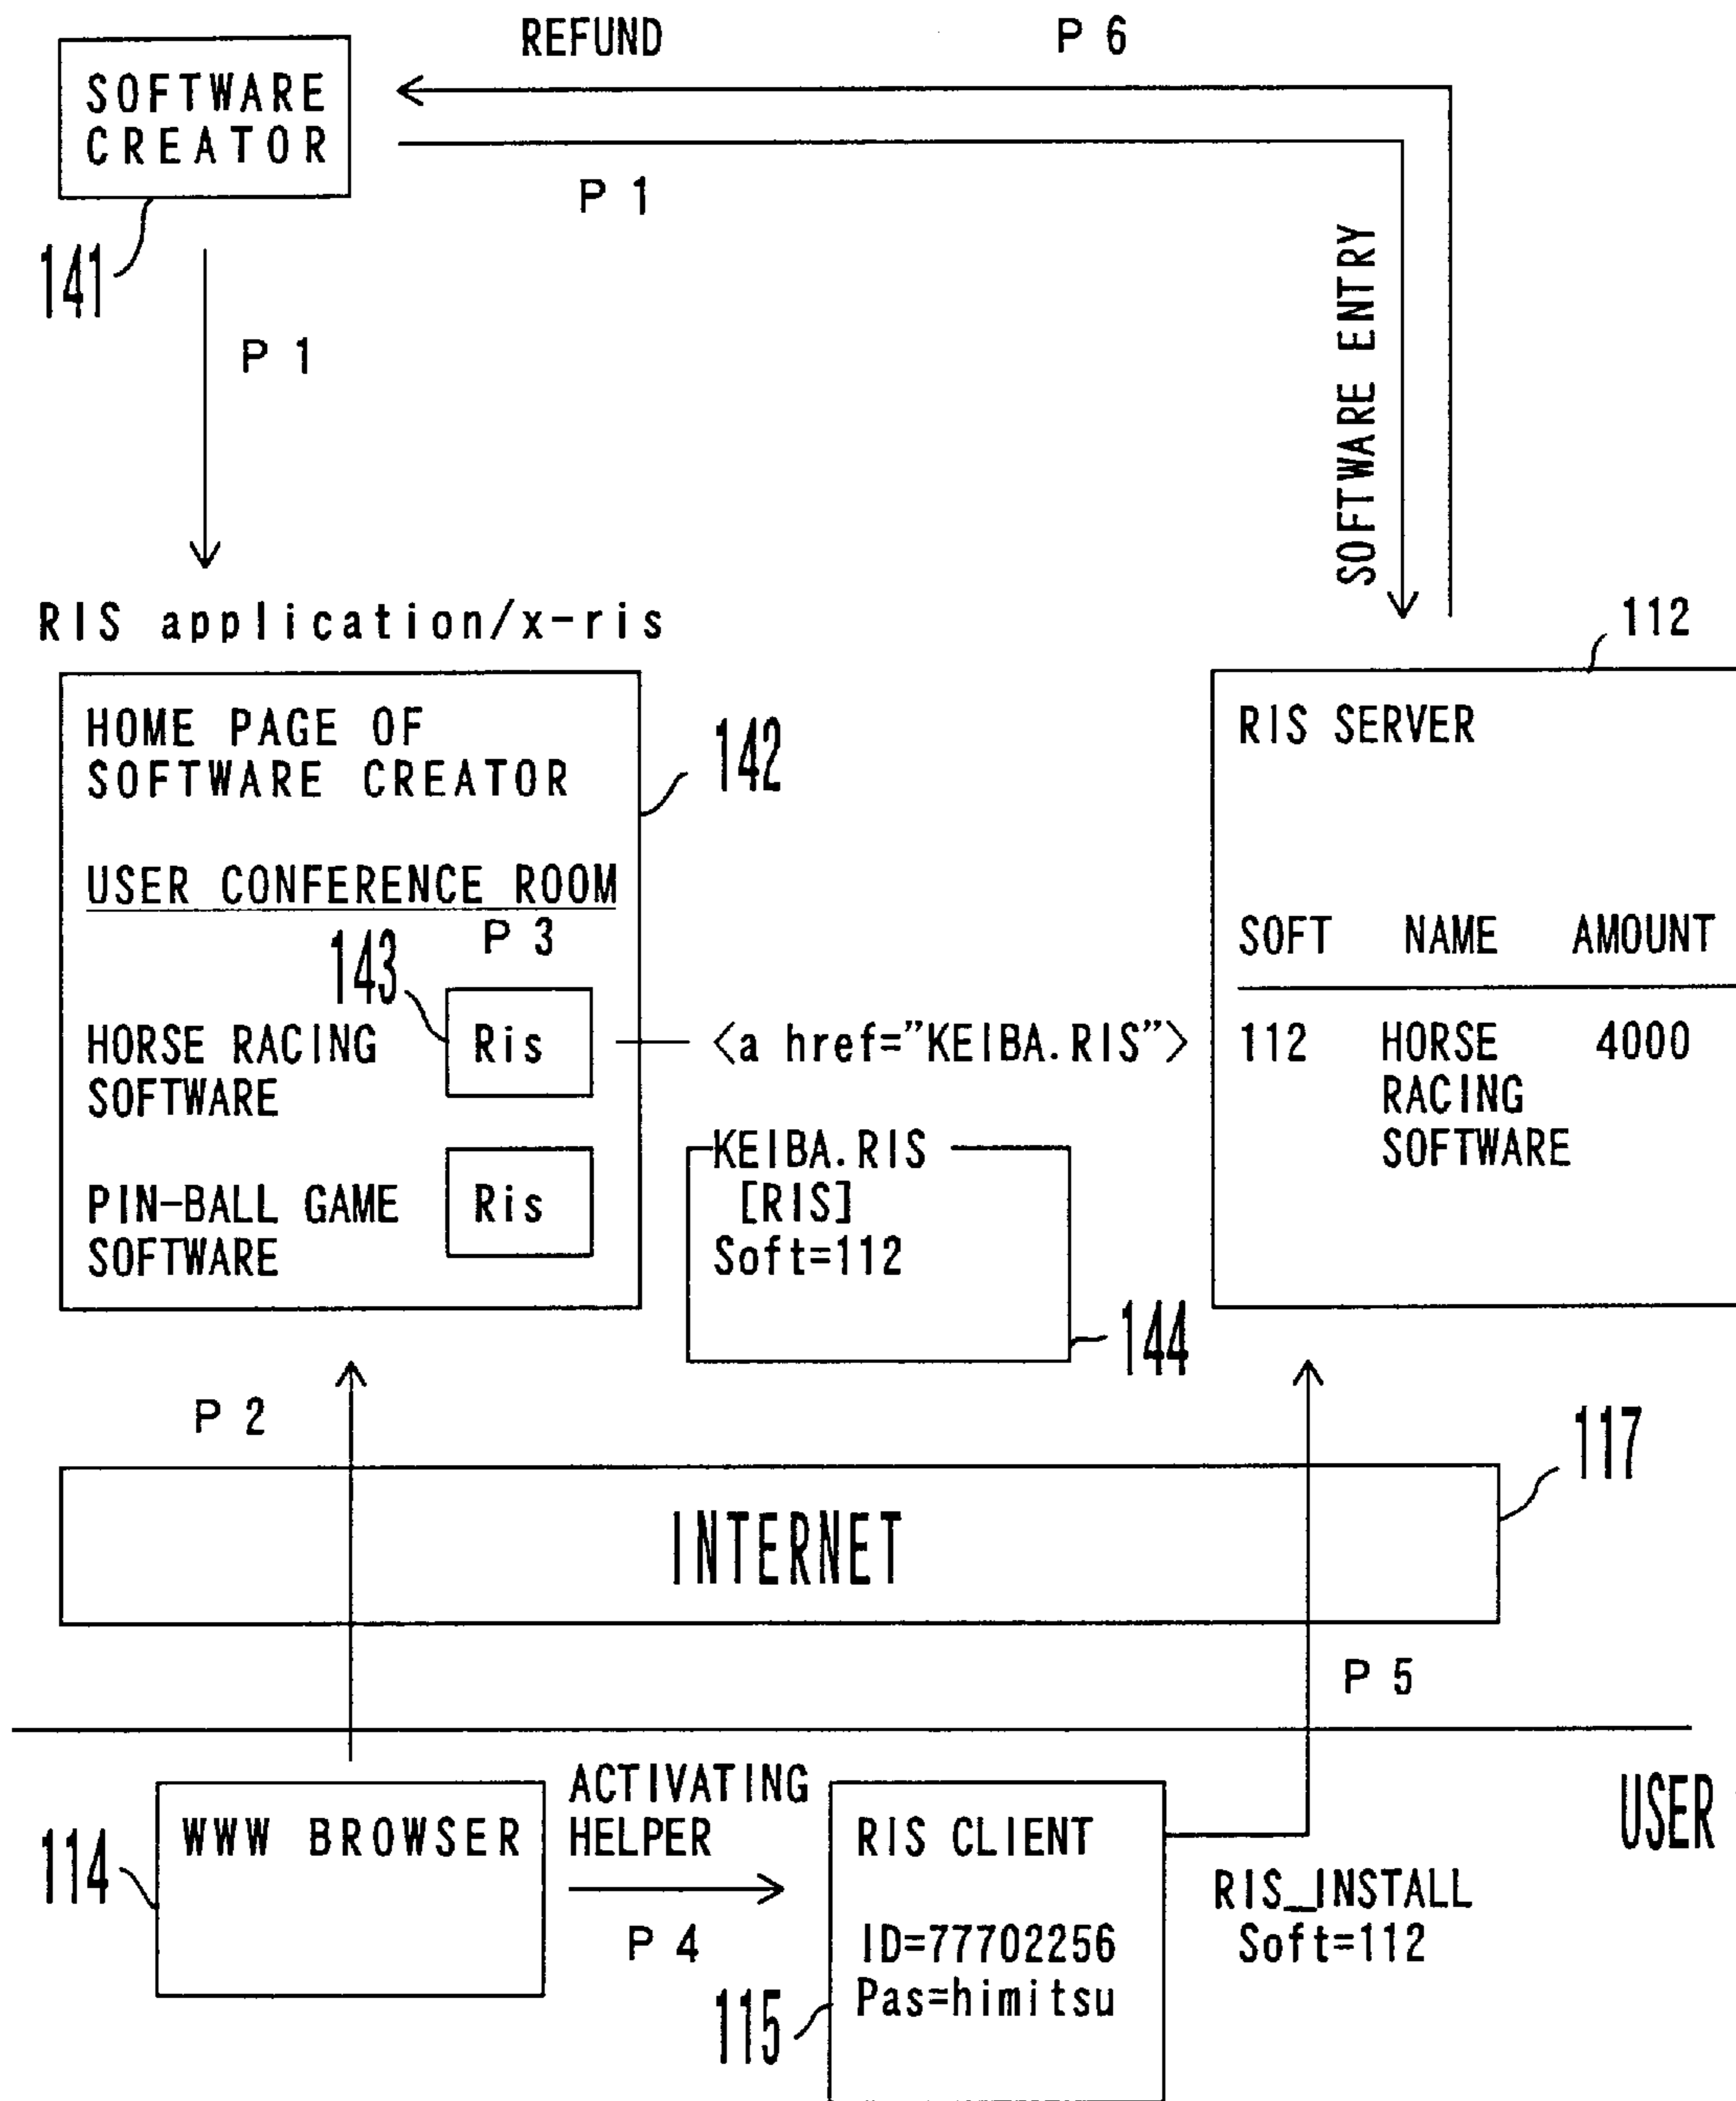 REFUND P 6
SOFTWARE
CREATOR
P 1
141
P 1
SOFTWARE ENTRY
RIS application/x-ris
112
HOME PAGE OF
SOFTWARE CREATOR
142
USER CONFERENCE ROOM
P 3
143
HORSE RACING
SOFTWARE
Ris
<a href="KEIBA.RIS">
PIN-BALL GAME
SOFTWARE
Ris
KEIBA.RIS
[RIS]
Soft=112
144
RIS SERVER
SOFT NAME AMOUNT
112 HORSE 4000
RACING
SOFTWARE
P 2
117
INTERNET
P 5
USER
WWW BROWSER
114
ACTIVATING
HELPER
P 4
RIS CLIENT
ID=77702256
Pas=himitsu
115
RIS_INSTALL
Soft=112